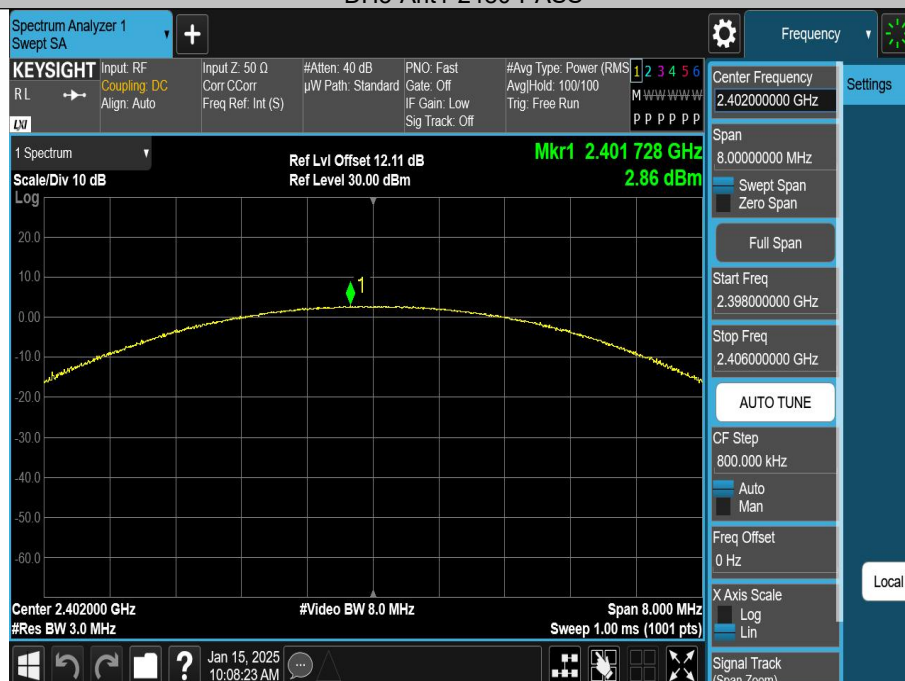 Spectrum Analyzer 1
Swept SA
Frequency
KEYSIGHT
RL
LXI
Input: RF
Coupling: DC
Align: Auto
Input Z: 50 Ω
Corr CCorr
Freq Ref: Int (S)
#Atten: 40 dB
µW Path: Standard
PNO: Fast
Gate: Off
IF Gain: Low
Sig Track: Off
#Avg Type: Power (RMS
Avg|Hold: 100/100
Trig: Free Run
1 2 3 4 5 6
M W W W W W
P P P P P P
1 Spectrum
Scale/Div 10 dB
Log
Ref Lvl Offset 12.11 dB
Ref Level 30.00 dBm
Mkr1 2.401 728 GHz
2.86 dBm
20.0
10.0
0.00
-10.0
-20.0
-30.0
-40.0
-50.0
-60.0
1
Center 2.402000 GHz
#Res BW 3.0 MHz
#Video BW 8.0 MHz
Span 8.000 MHz
Sweep 1.00 ms (1001 pts)
Jan 15, 2025
10:08:23 AM
?
Center Frequency
2.402000000 GHz
Span
8.00000000 MHz
Swept Span
Zero Span
Full Span
Start Freq
2.398000000 GHz
Stop Freq
2.406000000 GHz
AUTO TUNE
CF Step
800.000 kHz
Auto
Man
Freq Offset
0 Hz
X Axis Scale
Log
Lin
Signal Track
(Span Zoom)
Settings
Local